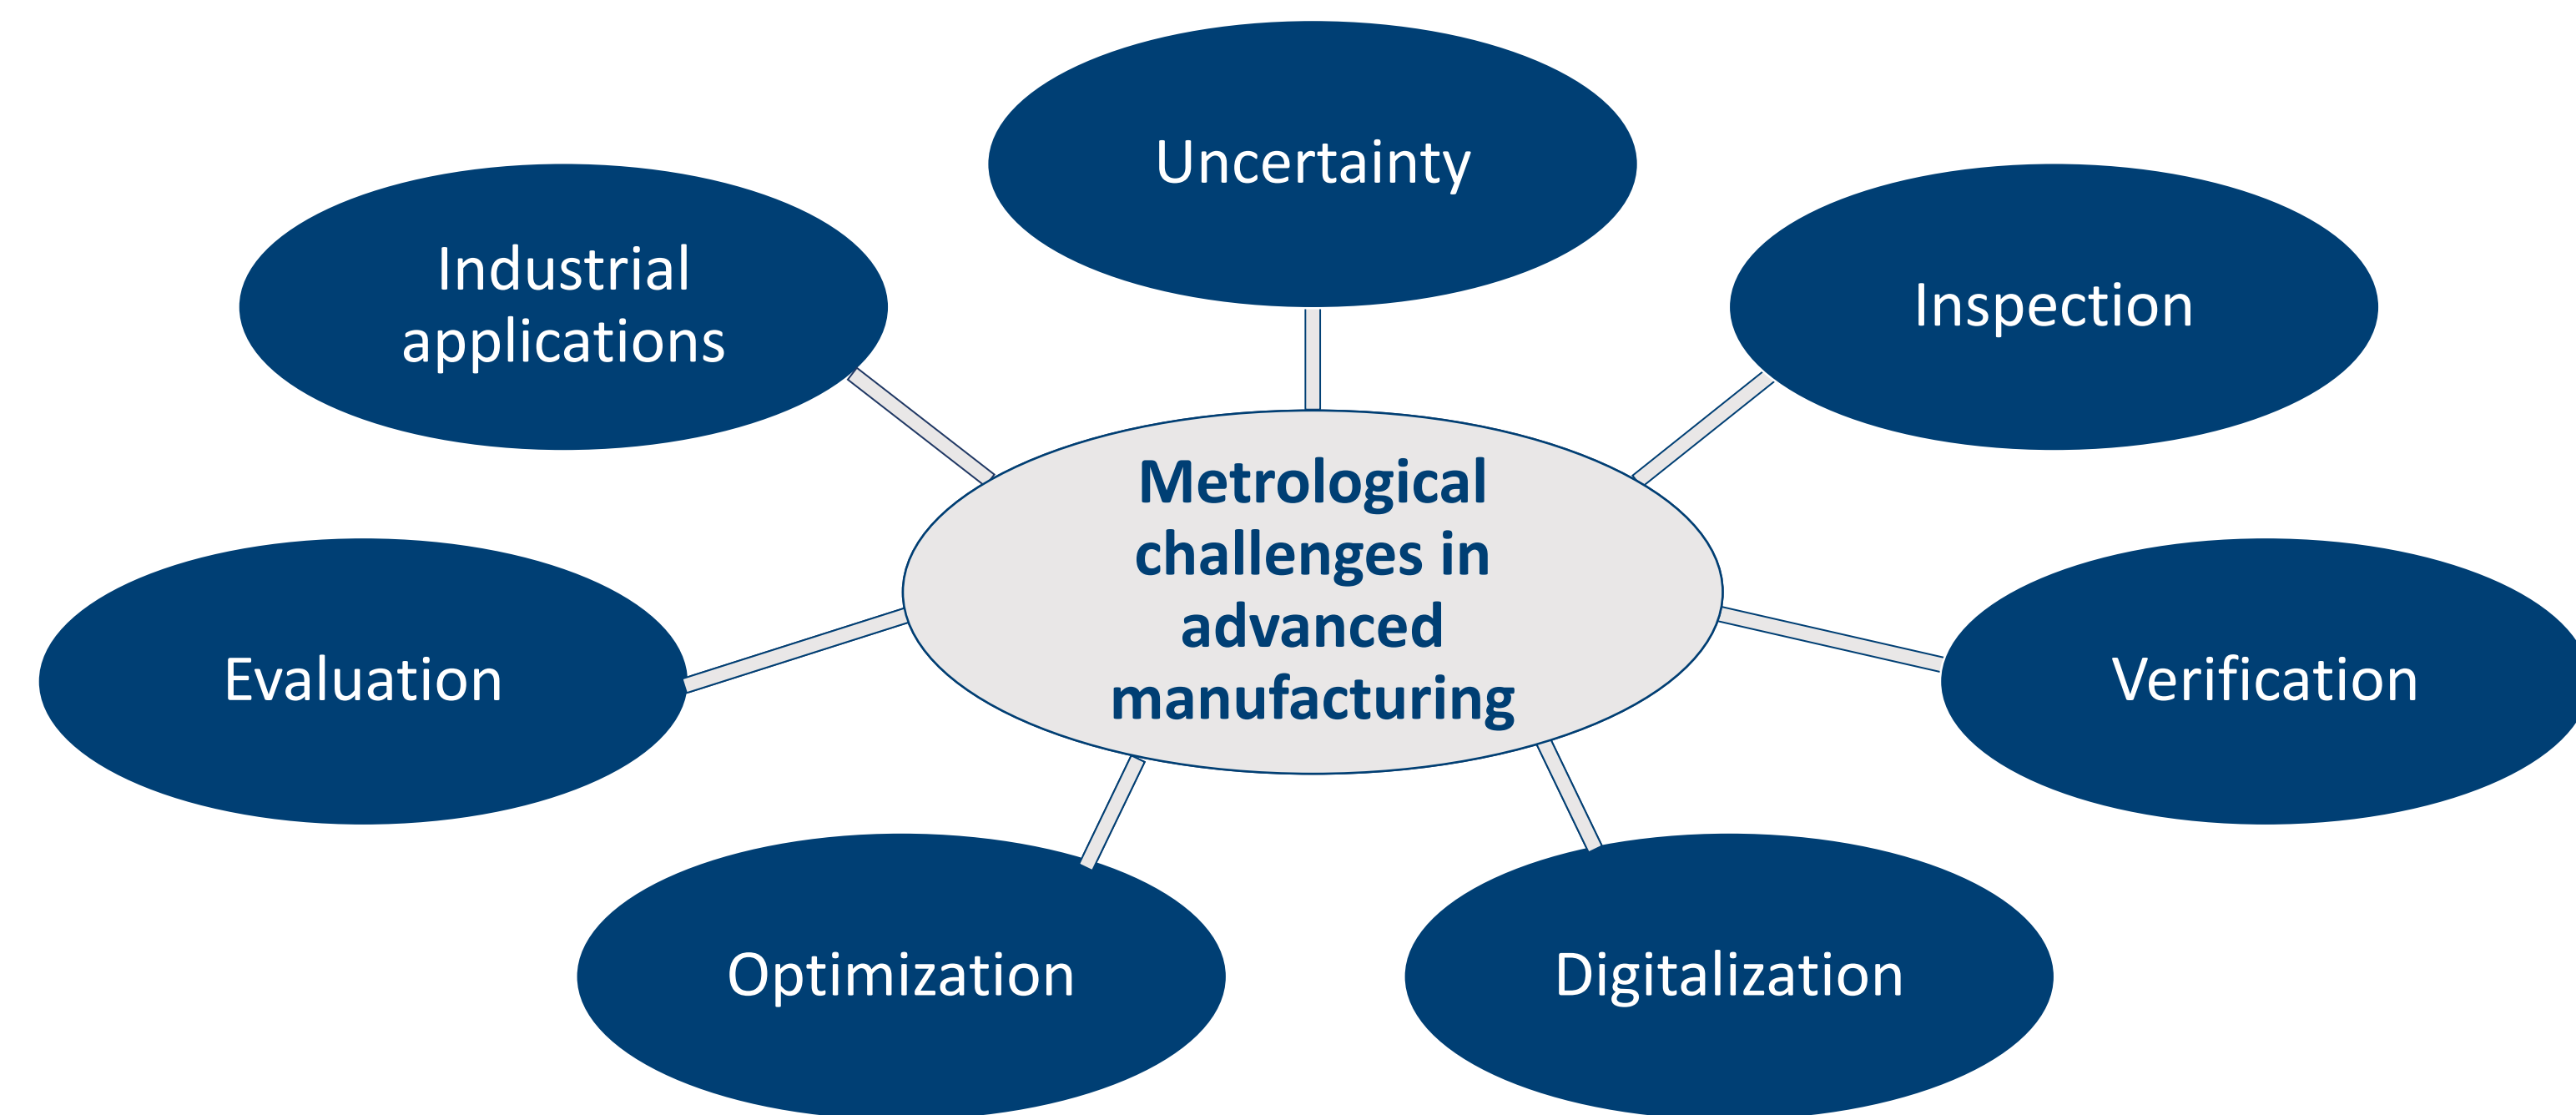 Uncertainty
Industrial
applications
Inspection
Metrological
challenges in
advanced
manufacturing
Evaluation
Verification
Optimization
Digitalization